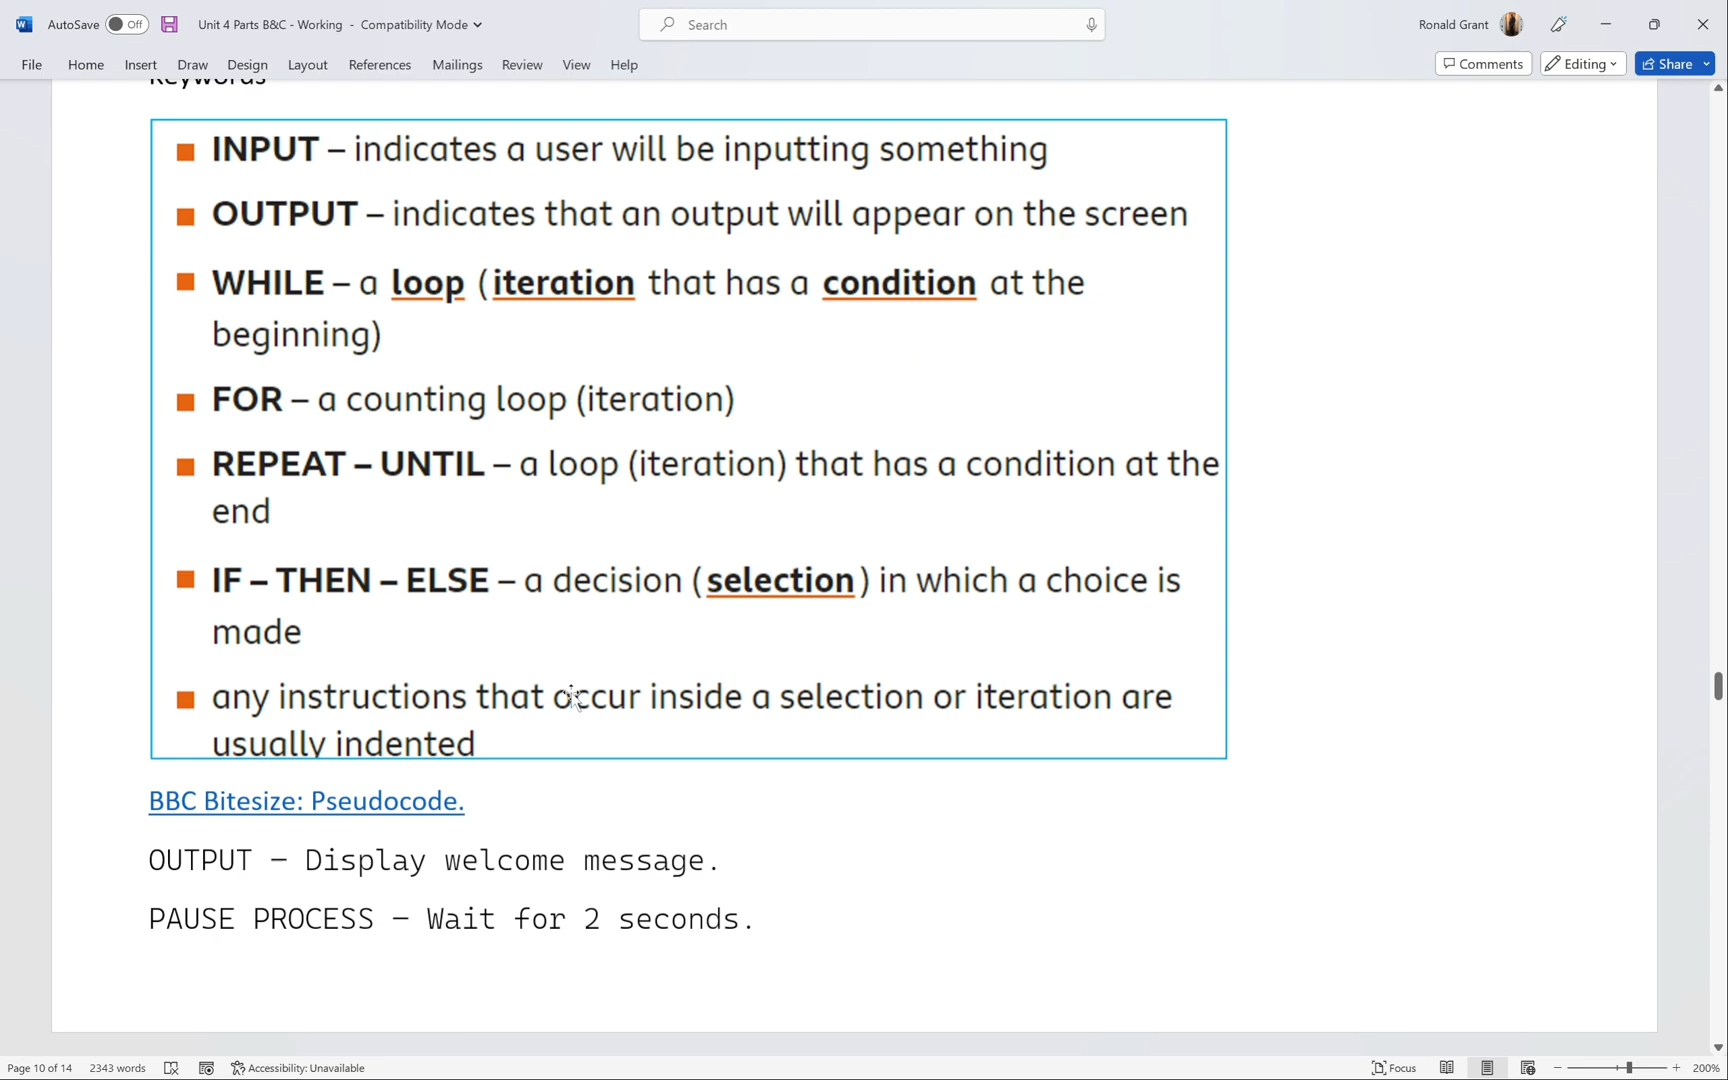 AutoSave Off Unit 4 Parts B&C - Working - Compatibility Mode Search Ronald Grant
File Home Insert Draw Design Layout References Mailings Review View Help Comments Editing Share
Keywords
INPUT – indicates a user will be inputting something
OUTPUT – indicates that an output will appear on the screen
WHILE – a loop (iteration that has a condition at the
beginning)
FOR – a counting loop (iteration)
REPEAT – UNTIL – a loop (iteration) that has a condition at the
end
IF – THEN – ELSE – a decision (selection) in which a choice is
made
any instructions that occur inside a selection or iteration are
usually indented
BBC Bitesize: Pseudocode.
OUTPUT – Display welcome message.
PAUSE PROCESS – Wait for 2 seconds.
Page 10 of 14 2343 words Accessibility: Unavailable Focus 200%